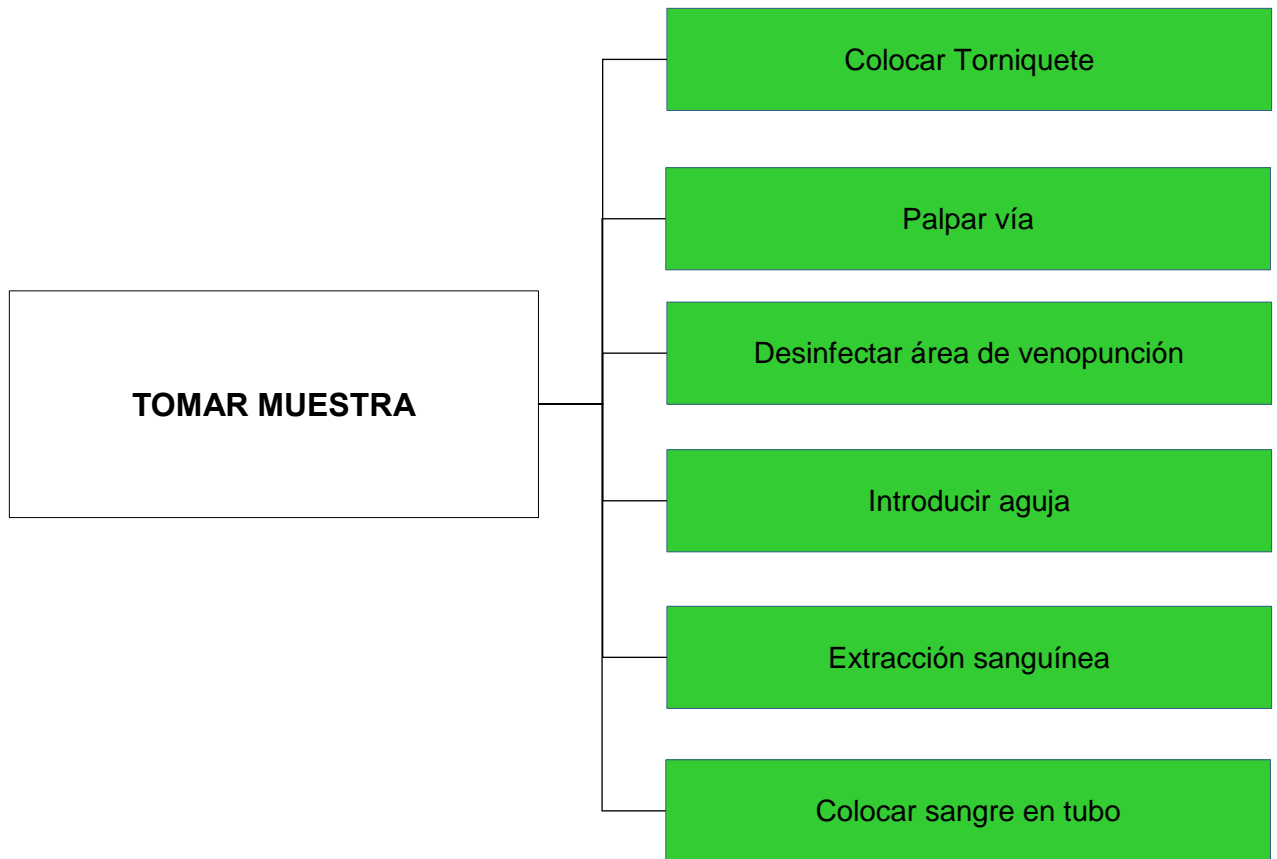 Colocar Torniquete
Palpar vía
Desinfectar área de venopunción
TOMAR MUESTRA
Introducir aguja
Extracción sanguínea
Colocar sangre en tubo